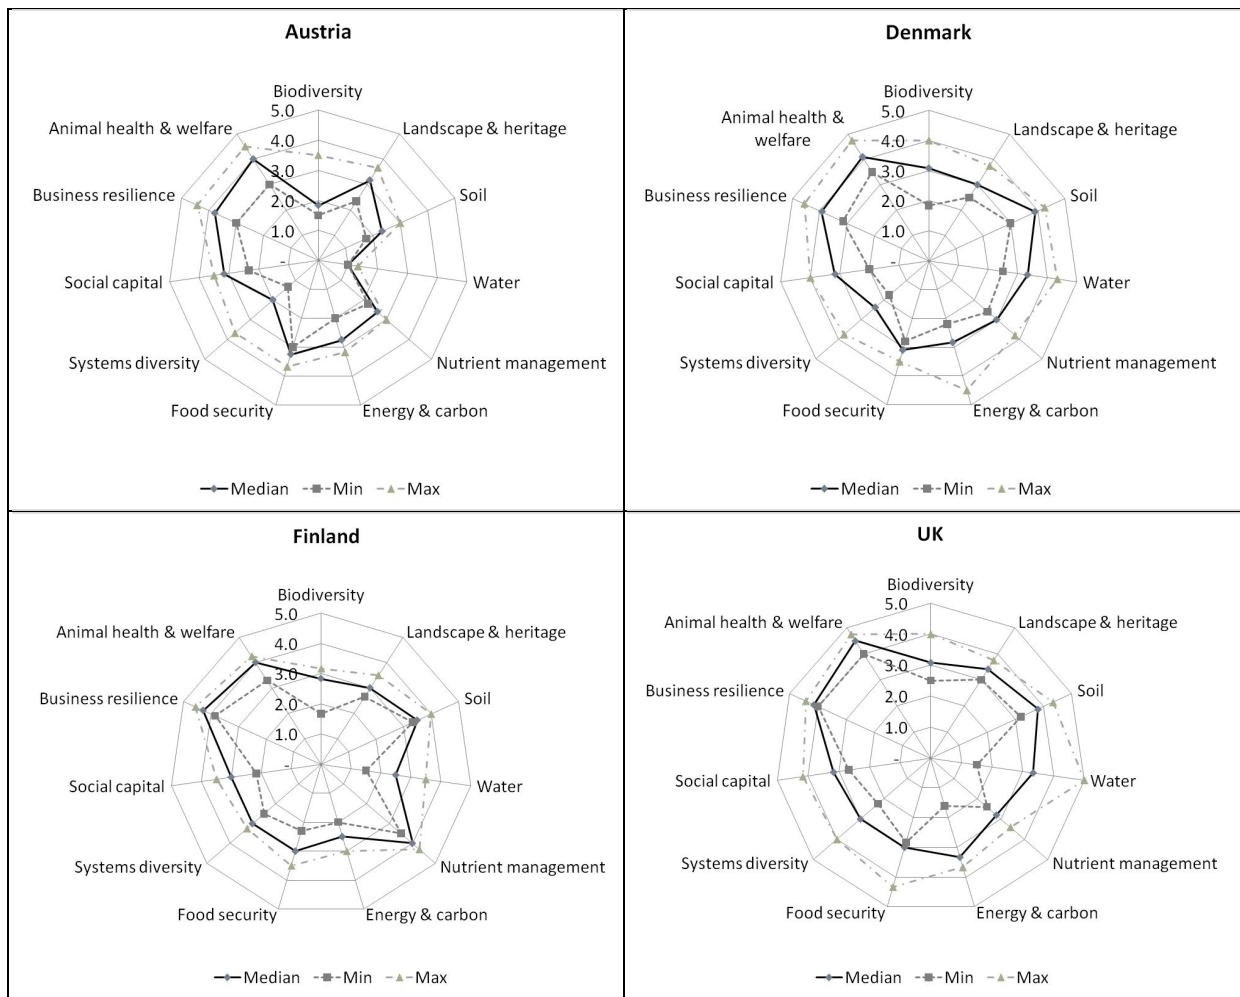 Austria
Biodiversity
5.0
Animal health & welfare
Landscape & heritage
4.0
3.0
Business resilience
Soil
2.0
1.0
-
Social capital
Water
Systems diversity
Nutrient management
Food security
Energy & carbon
Median
Min
Max
Denmark
Biodiversity
5.0
Animal health &
welfare
Landscape & heritage
4.0
3.0
Business resilience
Soil
2.0
1.0
-
Social capital
Water
Systems diversity
Nutrient management
Food security
Energy & carbon
Median
Min
Max
Finland
Biodiversity
5.0
Animal health & welfare
Landscape & heritage
4.0
3.0
Business resilience
Soil
2.0
1.0
-
Social capital
Water
Systems diversity
Nutrient management
Food security
Energy & carbon
Median
Min
Max
UK
Biodiversity
5.0
Animal health & welfare
Landscape & heritage
4.0
3.0
Business resilience
Soil
2.0
1.0
-
Social capital
Water
Systems diversity
Nutrient management
Food security
Energy & carbon
Median
Min
Max